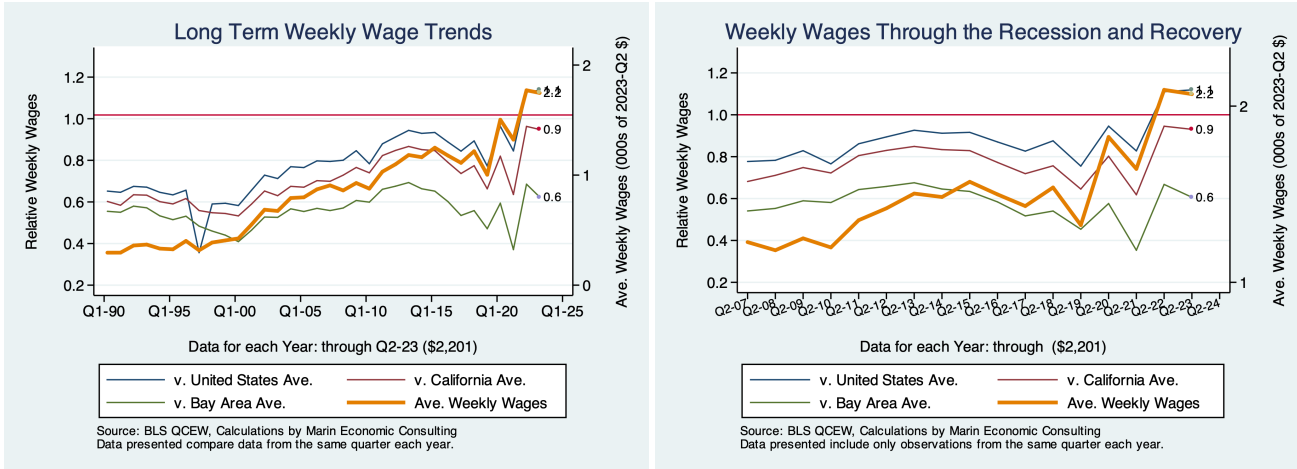 Long Term Weekly Wage Trends
Relative Weekly Wages
1.2
1.0
0.8
0.6
0.4
0.2
2
1
0
Ave. Weekly Wages (000s of 2023-Q2 $)
1.1
2.2
0.9
0.6
Q1-90 Q1-95 Q1-00 Q1-05 Q1-10 Q1-15 Q1-20 Q1-25
Data for each Year: through Q2-23 ($2,201)
v. United States Ave. v. California Ave.
v. Bay Area Ave. Ave. Weekly Wages
Source: BLS QCEW, Calculations by Marin Economic Consulting
Data presented compare data from the same quarter each year.
Weekly Wages Through the Recession and Recovery
Relative Weekly Wages
1.2
1.0
0.8
0.6
0.4
0.2
2
1
Ave. Weekly Wages (000s of 2023-Q2 $)
1.1
2.2
0.9
0.6
Q2-07 Q2-08 Q2-09 Q2-10 Q2-11 Q2-12 Q2-13 Q2-14 Q2-15 Q2-16 Q2-17 Q2-18 Q2-19 Q2-20 Q2-21 Q2-22 Q2-23 Q2-24
Data for each Year: through ($2,201)
v. United States Ave. v. California Ave.
v. Bay Area Ave. Ave. Weekly Wages
Source: BLS QCEW, Calculations by Marin Economic Consulting
Data presented include only observations from the same quarter each year.